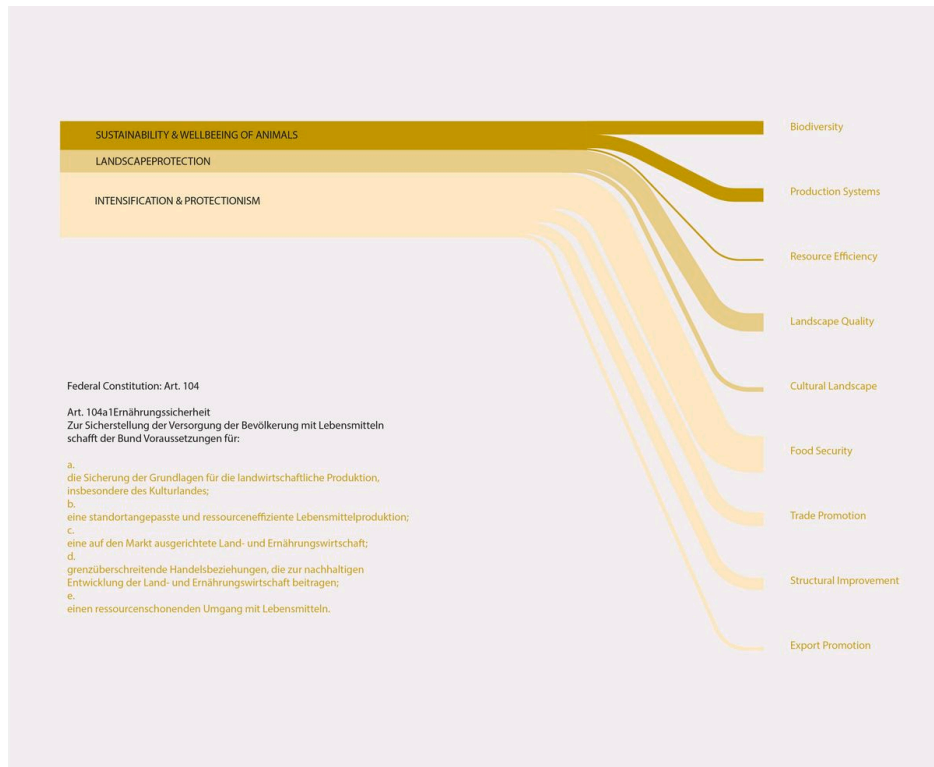 SUSTAINABILITY & WELLBEEING OF ANIMALS
LANDSCAPEPROTECTION
INTENSIFICATION & PROTECTIONISM
Biodiversity
Production Systems
Resource Efficiency
Landscape Quality
Cultural Landscape
Food Security
Trade Promotion
Structural Improvement
Export Promotion
Federal Constitution: Art. 104
Art. 104a1Ernährungssicherheit
Zur Sicherstellung der Versorgung der Bevölkerung mit Lebensmitteln
schafft der Bund Voraussetzungen für:
a.
die Sicherung der Grundlagen für die landwirtschaftliche Produktion,
insbesondere des Kulturlandes;
b.
eine standortangepasste und ressourceneffiziente Lebensmittelproduktion;
c.
eine auf den Markt ausgerichtete Land- und Ernährungswirtschaft;
d.
grenzüberschreitende Handelsbeziehungen, die zur nachhaltigen
Entwicklung der Land- und Ernährungswirtschaft beitragen;
e.
einen ressourcenschonenden Umgang mit Lebensmitteln.